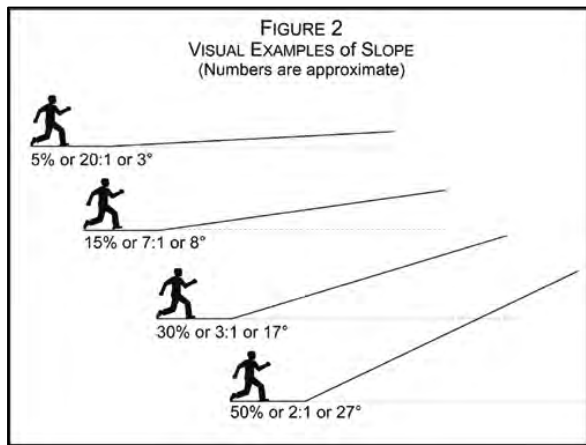 FIGURE 2
VISUAL EXAMPLES of SLOPE
(Numbers are approximate)
5% or 20:1 or 3°
15% or 7:1 or 8°
30% or 3:1 or 17°
50% or 2:1 or 27°